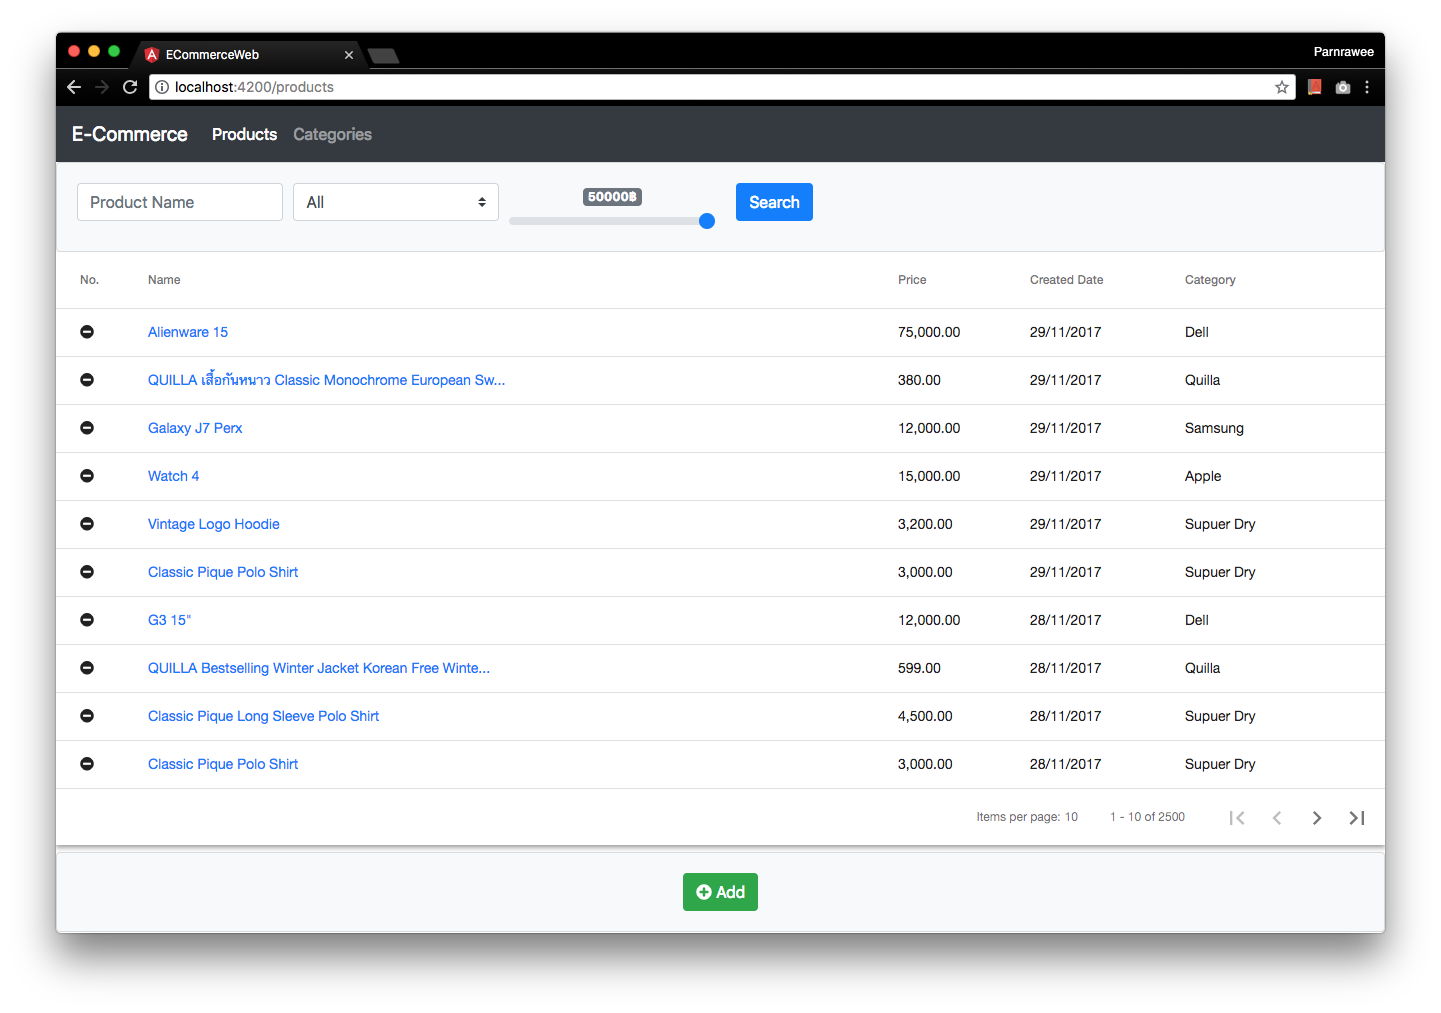 ECommerceWeb
Parnrawee
localhost:4200/products
E-Commerce Products Categories
Product Name All 50000฿ Search
No. Name Price Created Date Category
Alienware 15 75,000.00 29/11/2017 Dell
QUILLA เสื้อกันหนาว Classic Monochrome European Sw... 380.00 29/11/2017 Quilla
Galaxy J7 Perx 12,000.00 29/11/2017 Samsung
Watch 4 15,000.00 29/11/2017 Apple
Vintage Logo Hoodie 3,200.00 29/11/2017 Supuer Dry
Classic Pique Polo Shirt 3,000.00 29/11/2017 Supuer Dry
G3 15" 12,000.00 28/11/2017 Dell
QUILLA Bestselling Winter Jacket Korean Free Winte... 599.00 28/11/2017 Quilla
Classic Pique Long Sleeve Polo Shirt 4,500.00 28/11/2017 Supuer Dry
Classic Pique Polo Shirt 3,000.00 28/11/2017 Supuer Dry
Items per page: 10 1 - 10 of 2500
Add